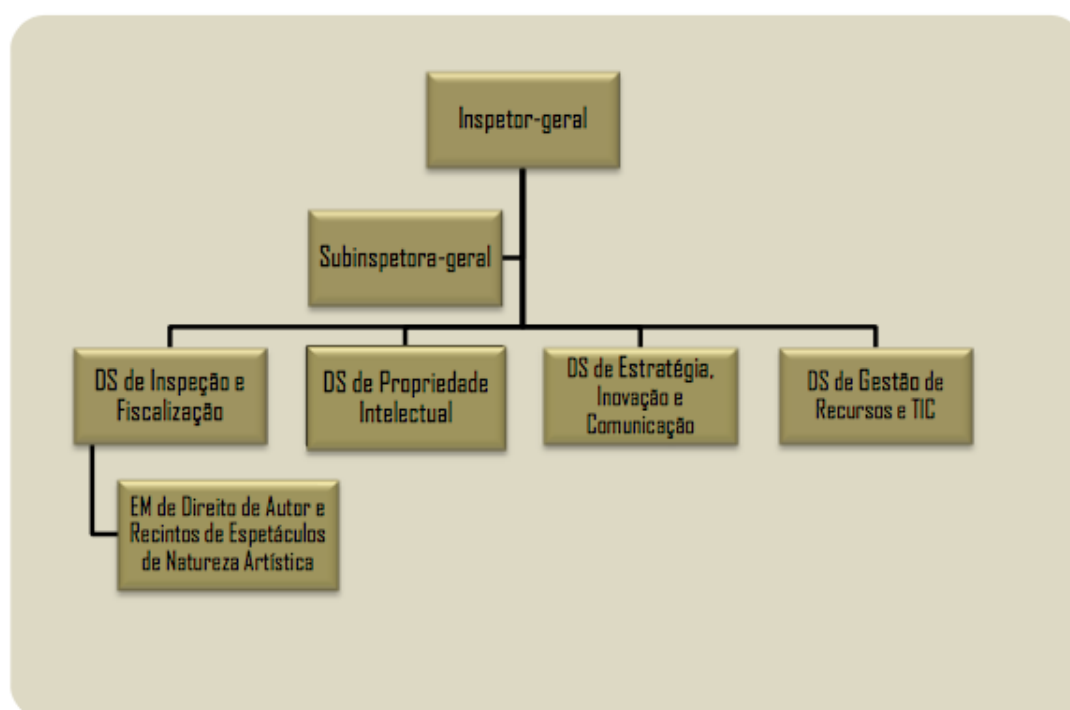 Inspetor-geral
Subinspetora-geral
DS de Inspeção e
Fiscalização
DS de Propriedade
Intelectual
DS de Estratégia,
Inovação e
Comunicação
DS de Gestão de
Recursos e TIC
EM de Direito de Autor e
Recintos de Espetáculos
de Natureza Artística